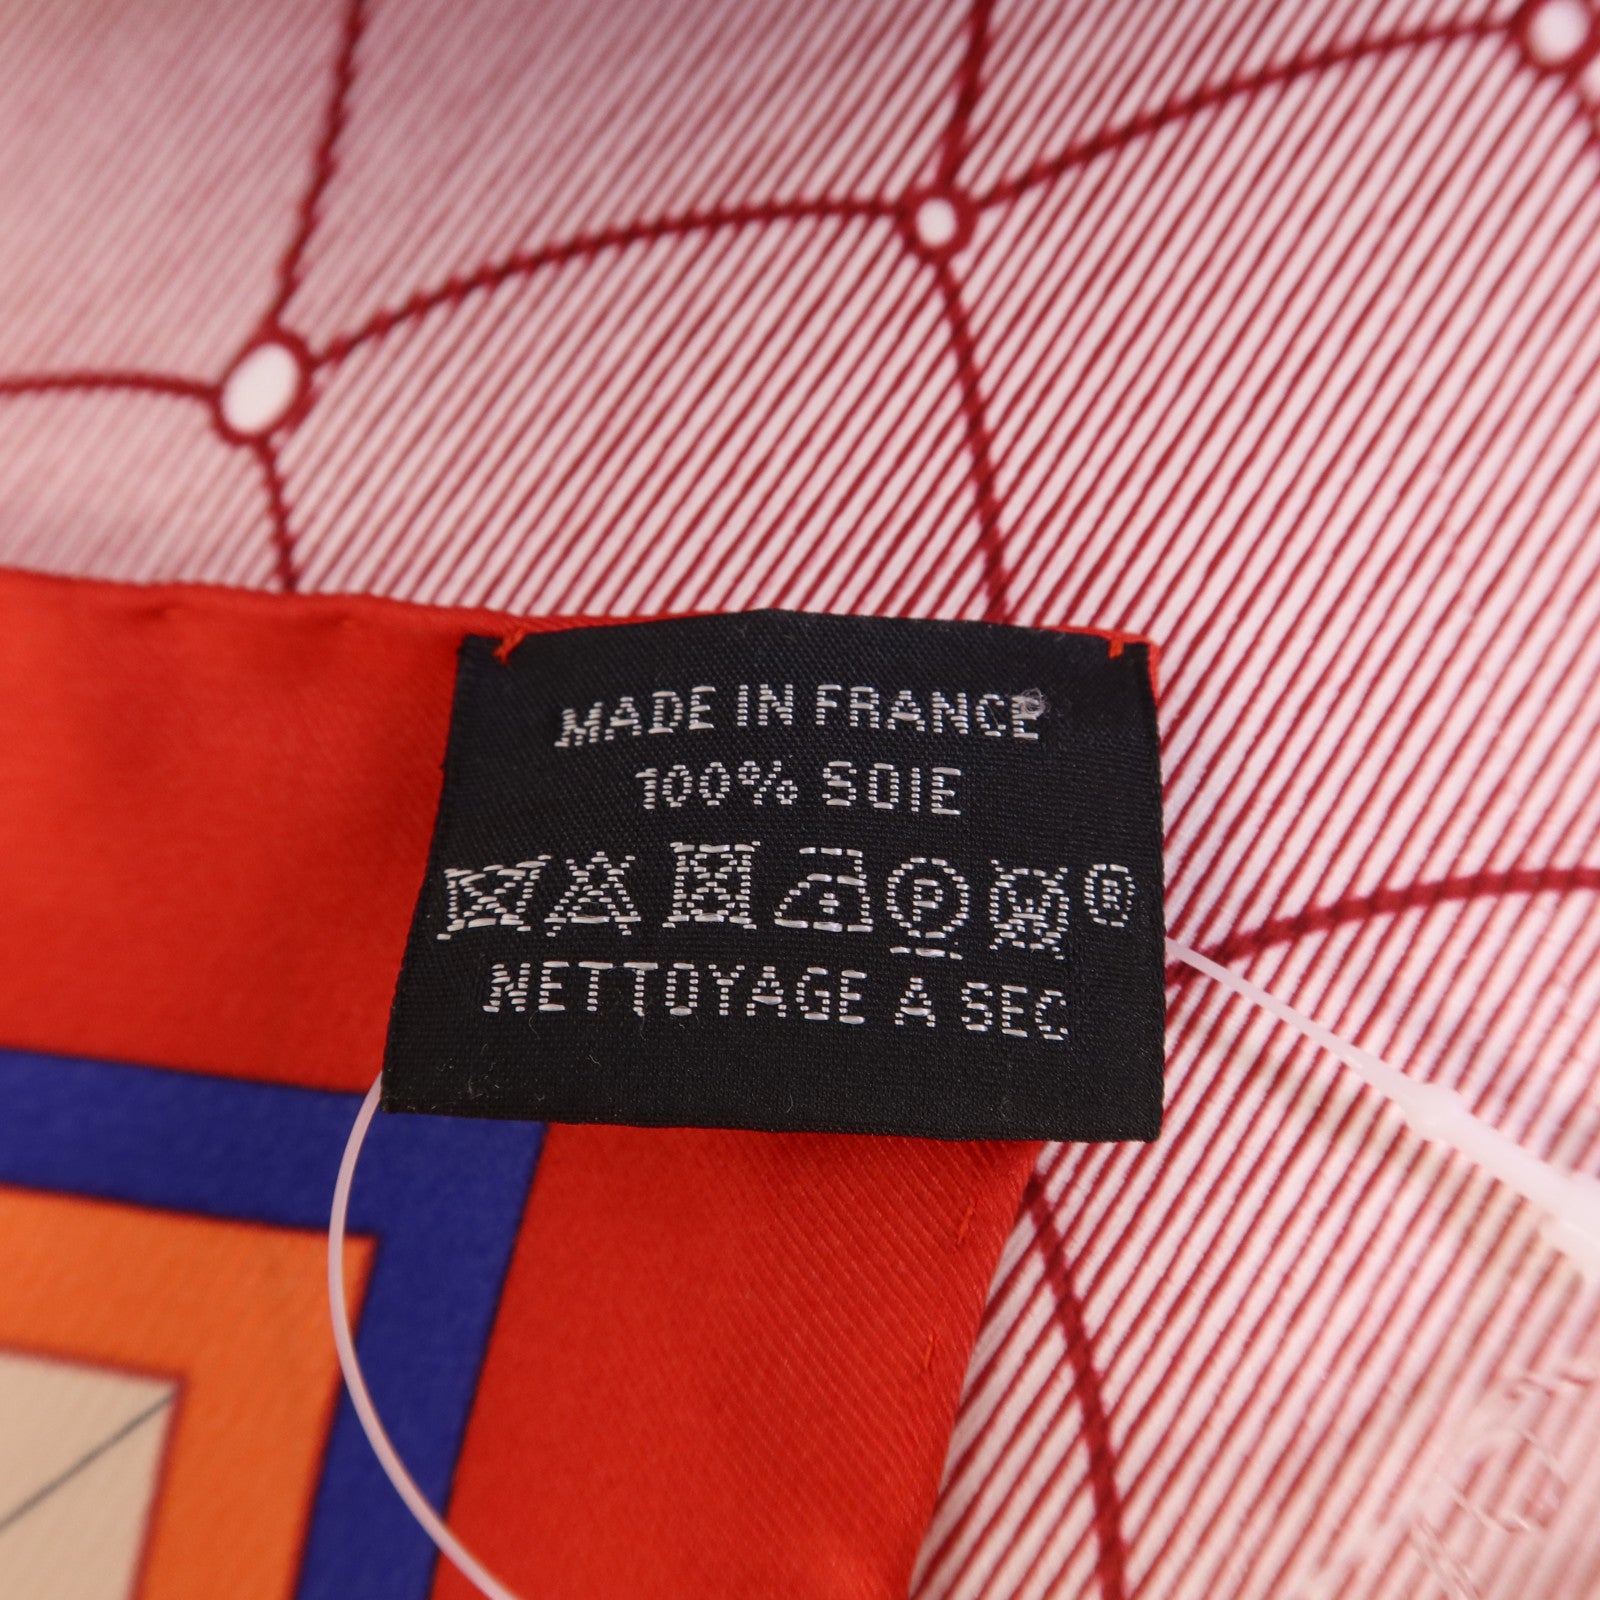 MADE IN FRANCE
100% SOIE
P W ®
NETTOYAGE A SEC